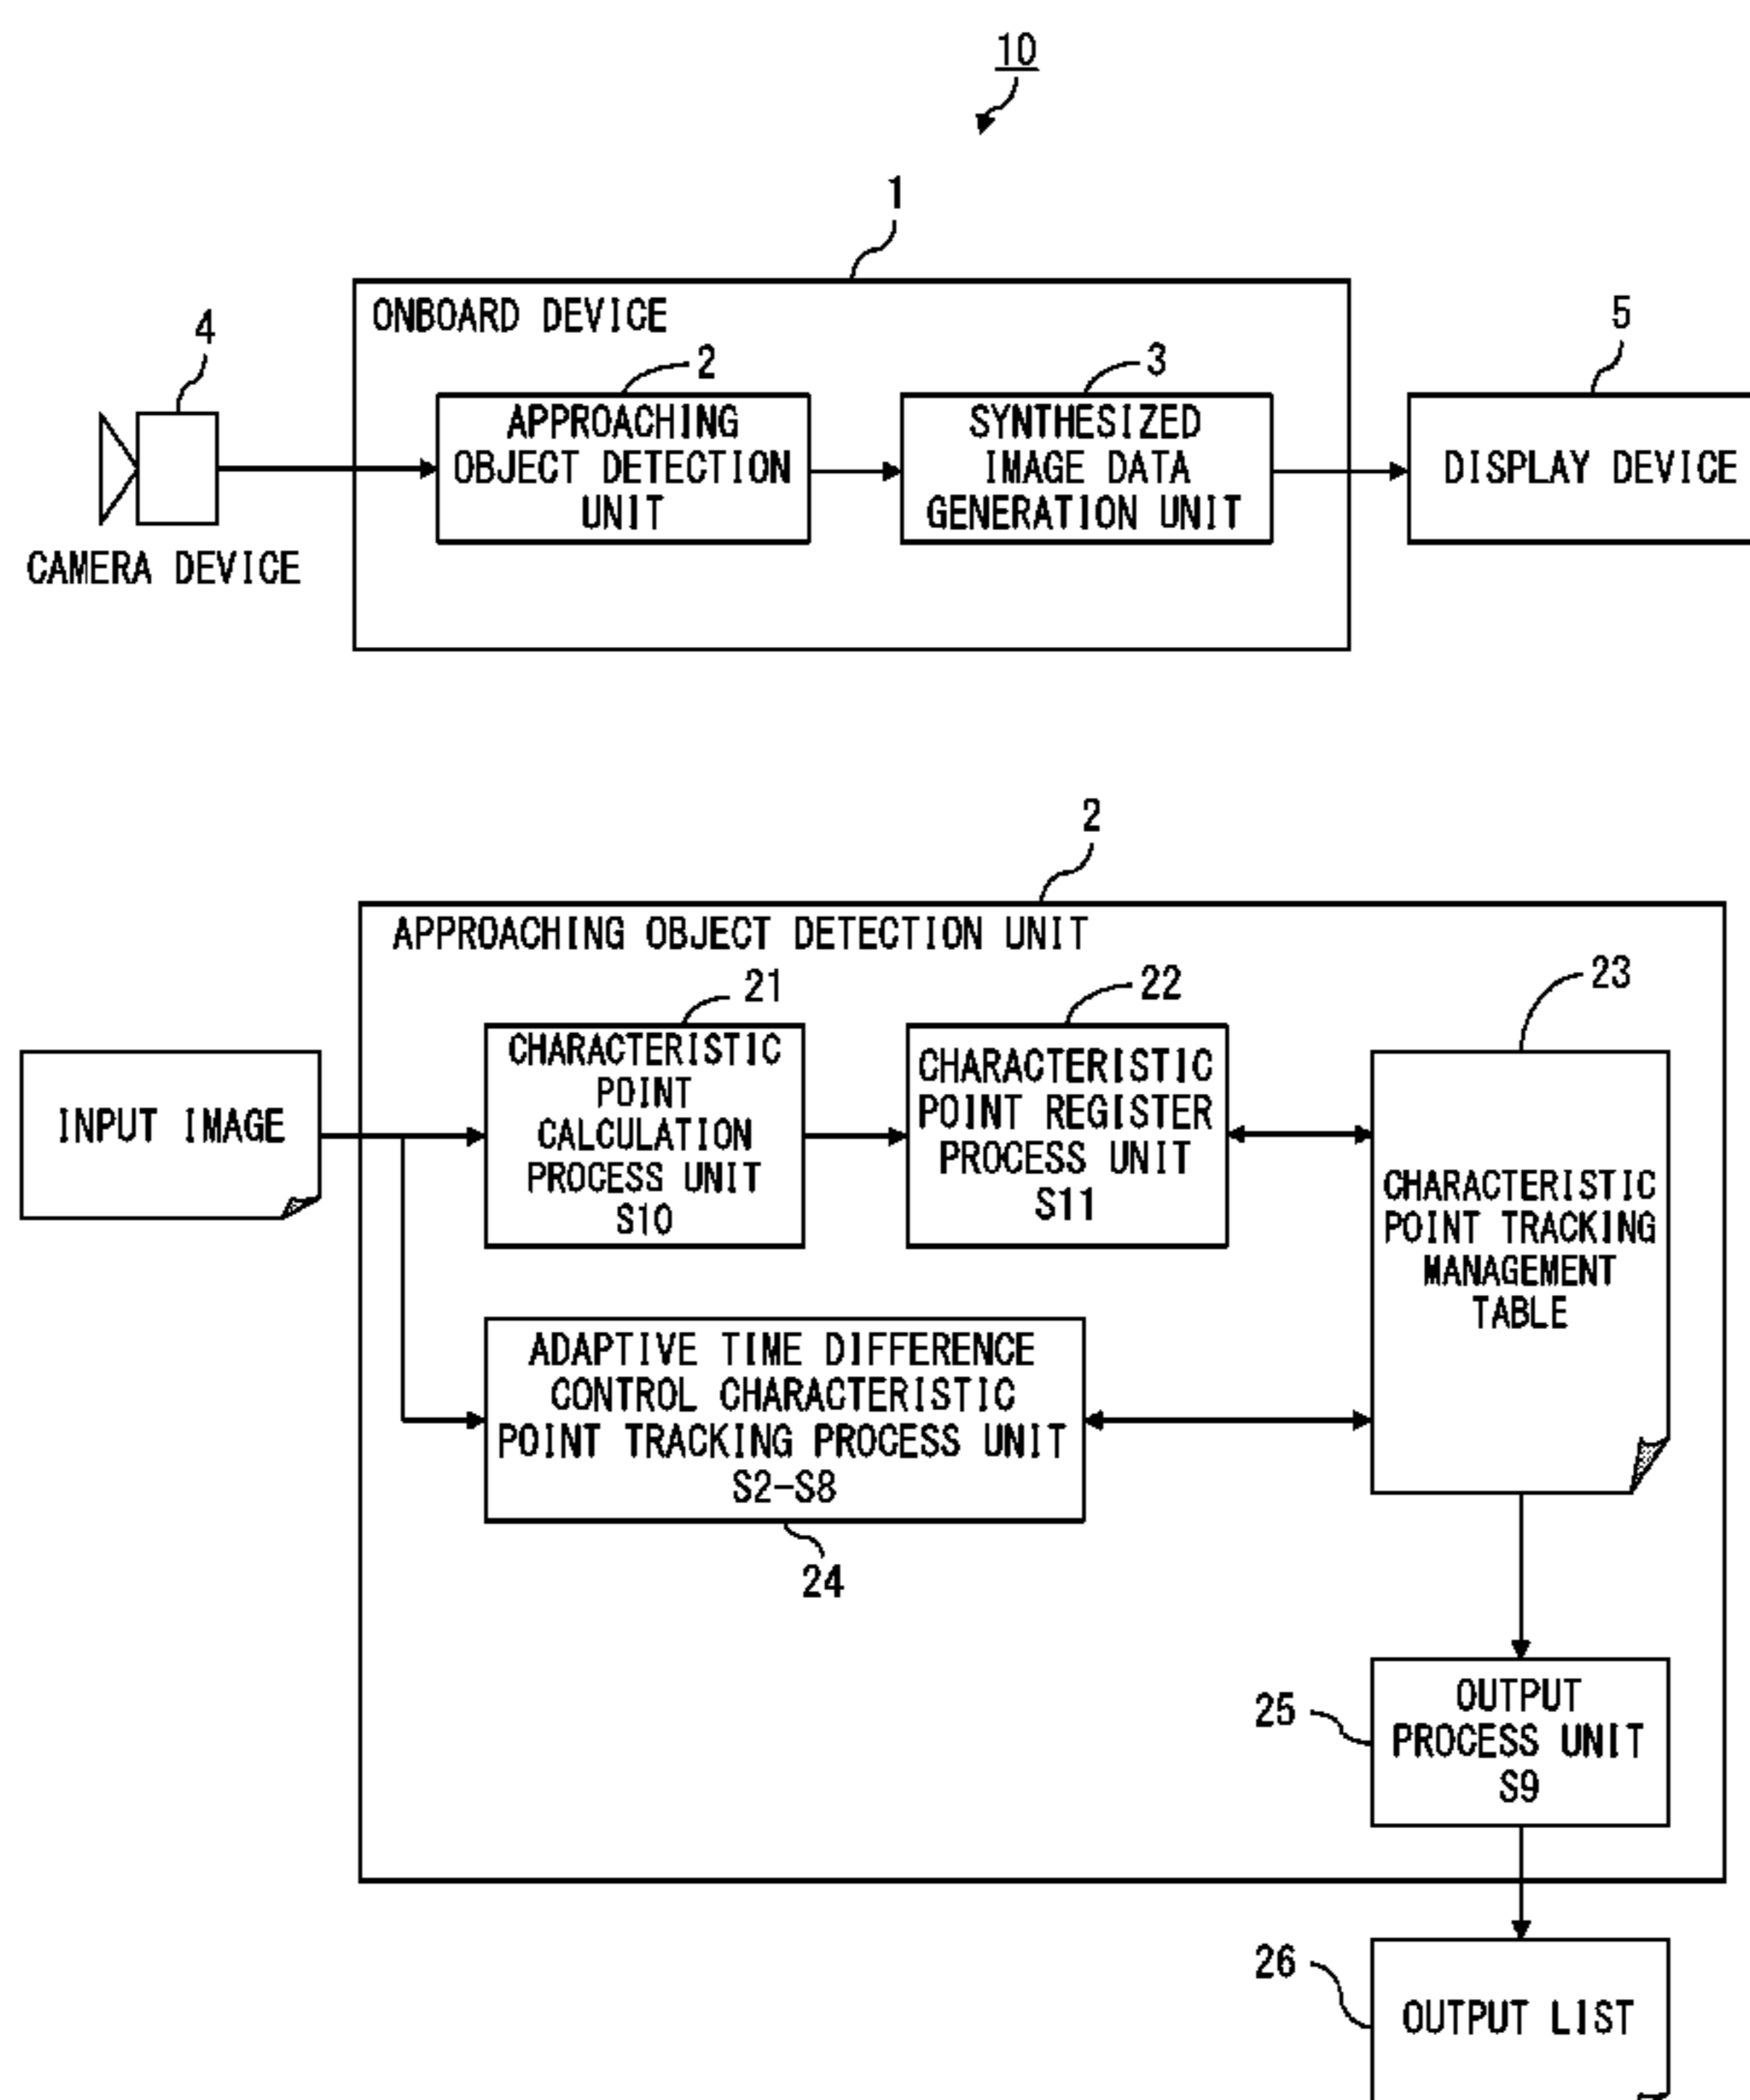 10
1
ONBOARD DEVICE
4
2
3
5
APPROACHING
OBJECT DETECTION
UNIT
SYNTHESIZED
IMAGE DATA
GENERATION UNIT
DISPLAY DEVICE
CAMERA DEVICE
2
APPROACHING OBJECT DETECTION UNIT
21
22
23
INPUT IMAGE
CHARACTERISTIC
POINT
CALCULATION
PROCESS UNIT
S10
CHARACTERISTIC
POINT REGISTER
PROCESS UNIT
S11
CHARACTERISTIC
POINT TRACKING
MANAGEMENT
TABLE
ADAPTIVE TIME DIFFERENCE
CONTROL CHARACTERISTIC
POINT TRACKING PROCESS UNIT
S2-S8
24
25
OUTPUT
PROCESS UNIT
S9
26
OUTPUT LIST